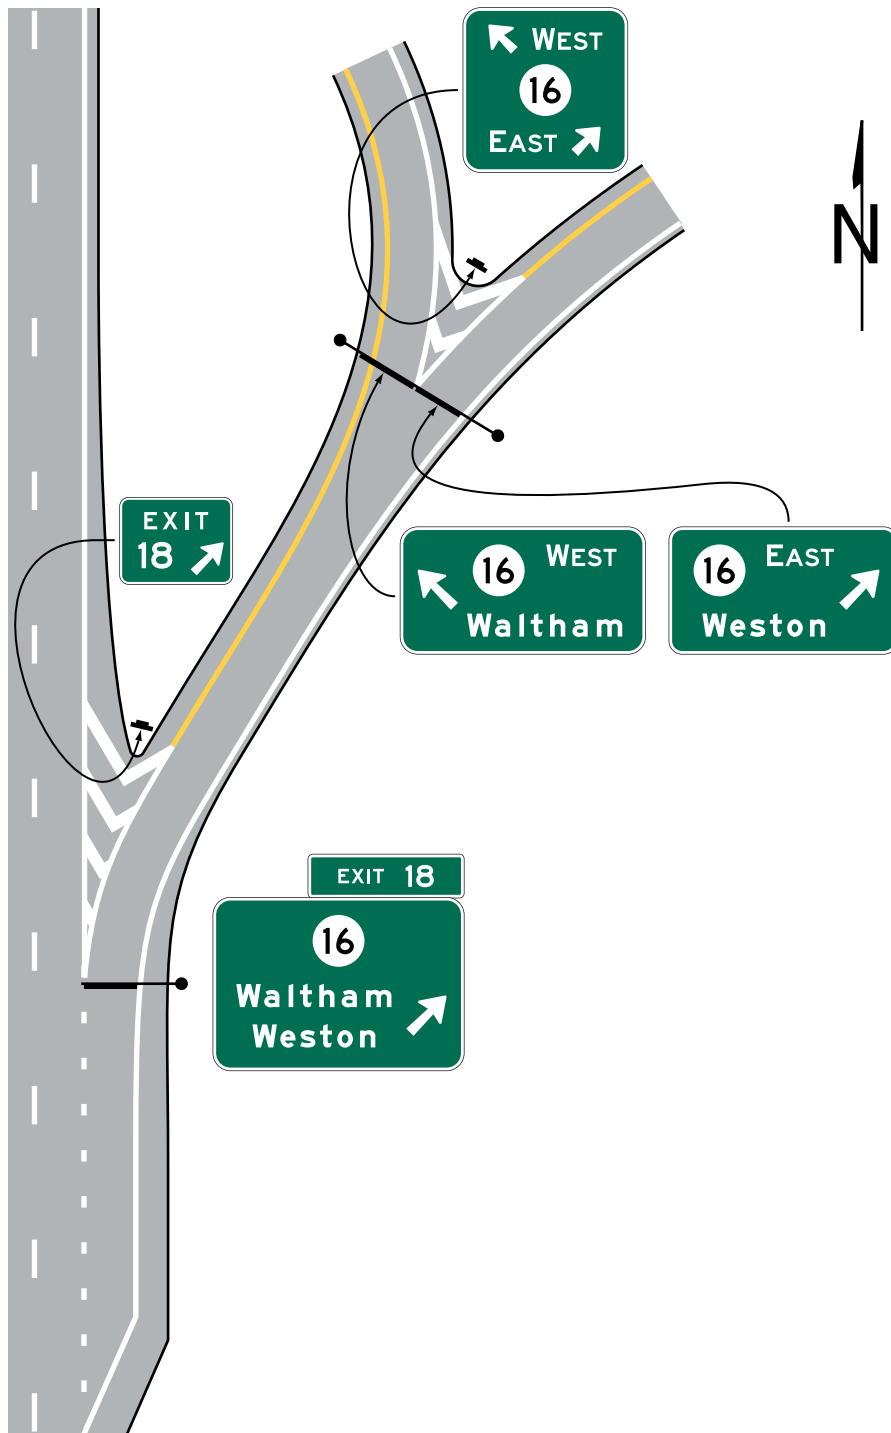 WEST
16
EAST
N
EXIT
18
16 WEST
Waltham
16 EAST
Weston
EXIT 18
16
Waltham
Weston